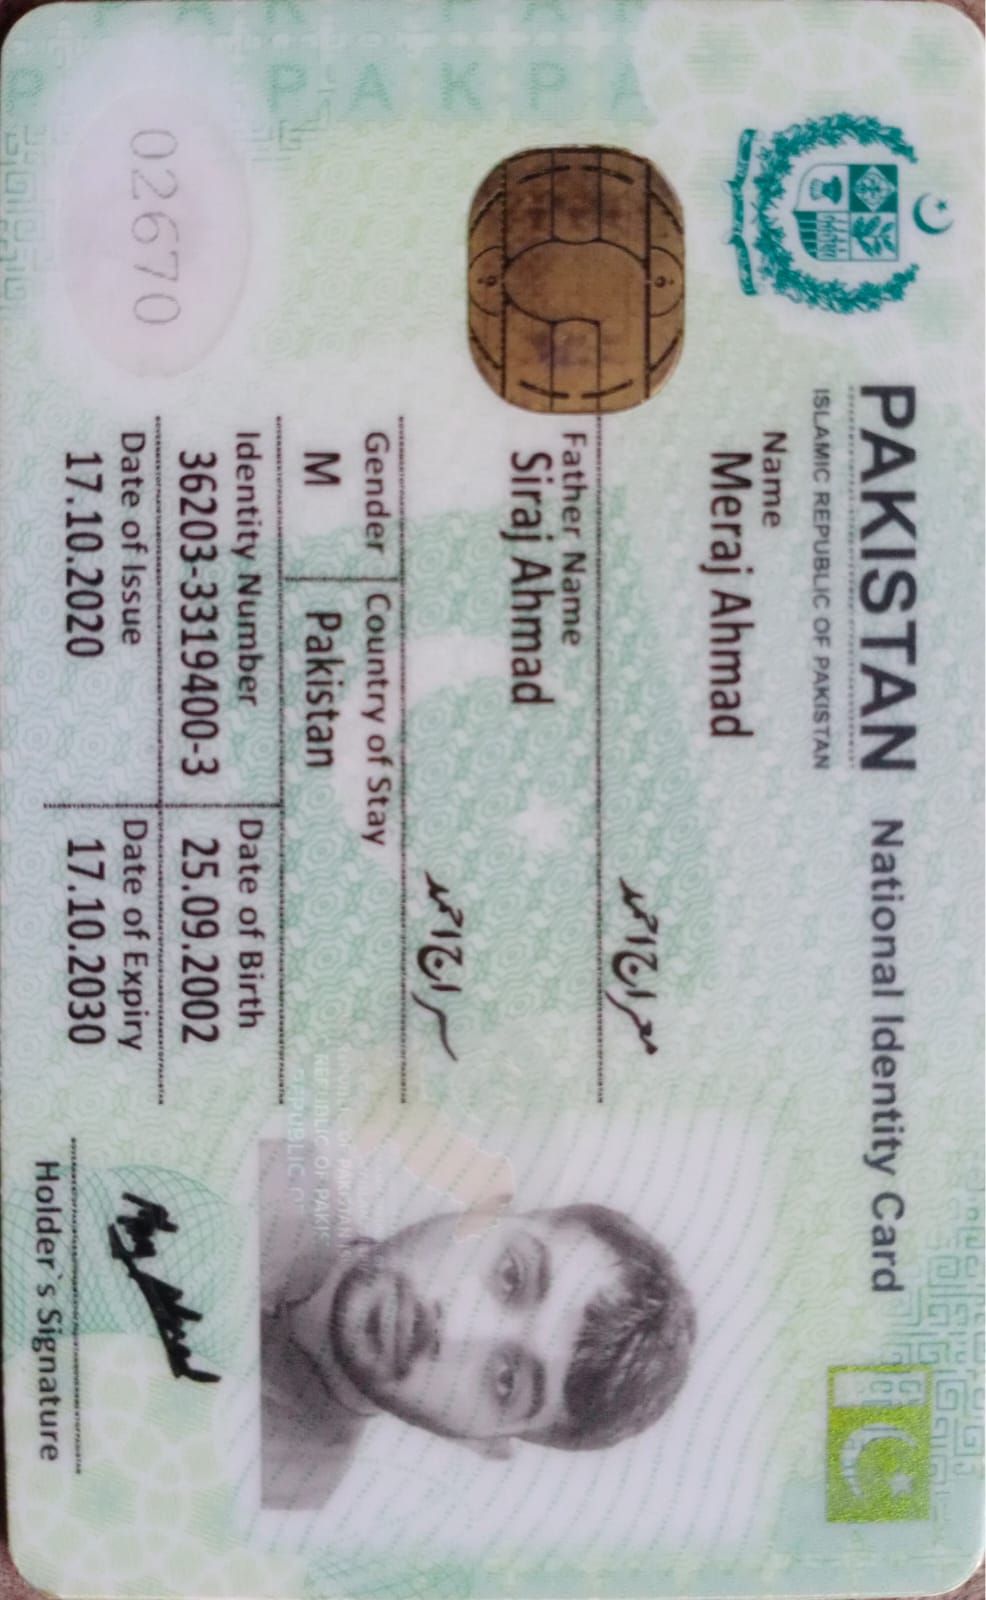 PAKISTAN National Identity Card
ISLAMIC REPUBLIC OF PAKISTAN
Name
Meraj Ahmad
معراج احمد
Father Name
Siraj Ahmad
سراج احمد
Gender Country of Stay
M Pakistan
REPUBLIC OF PAKISTAN
REPUBLIC OF PAKIS
REPUBLIC OF
Identity Number Date of Birth
36203-3319400-3 25.09.2002
02670
Date of Issue Date of Expiry
17.10.2020 17.10.2030
Holder`s Signature